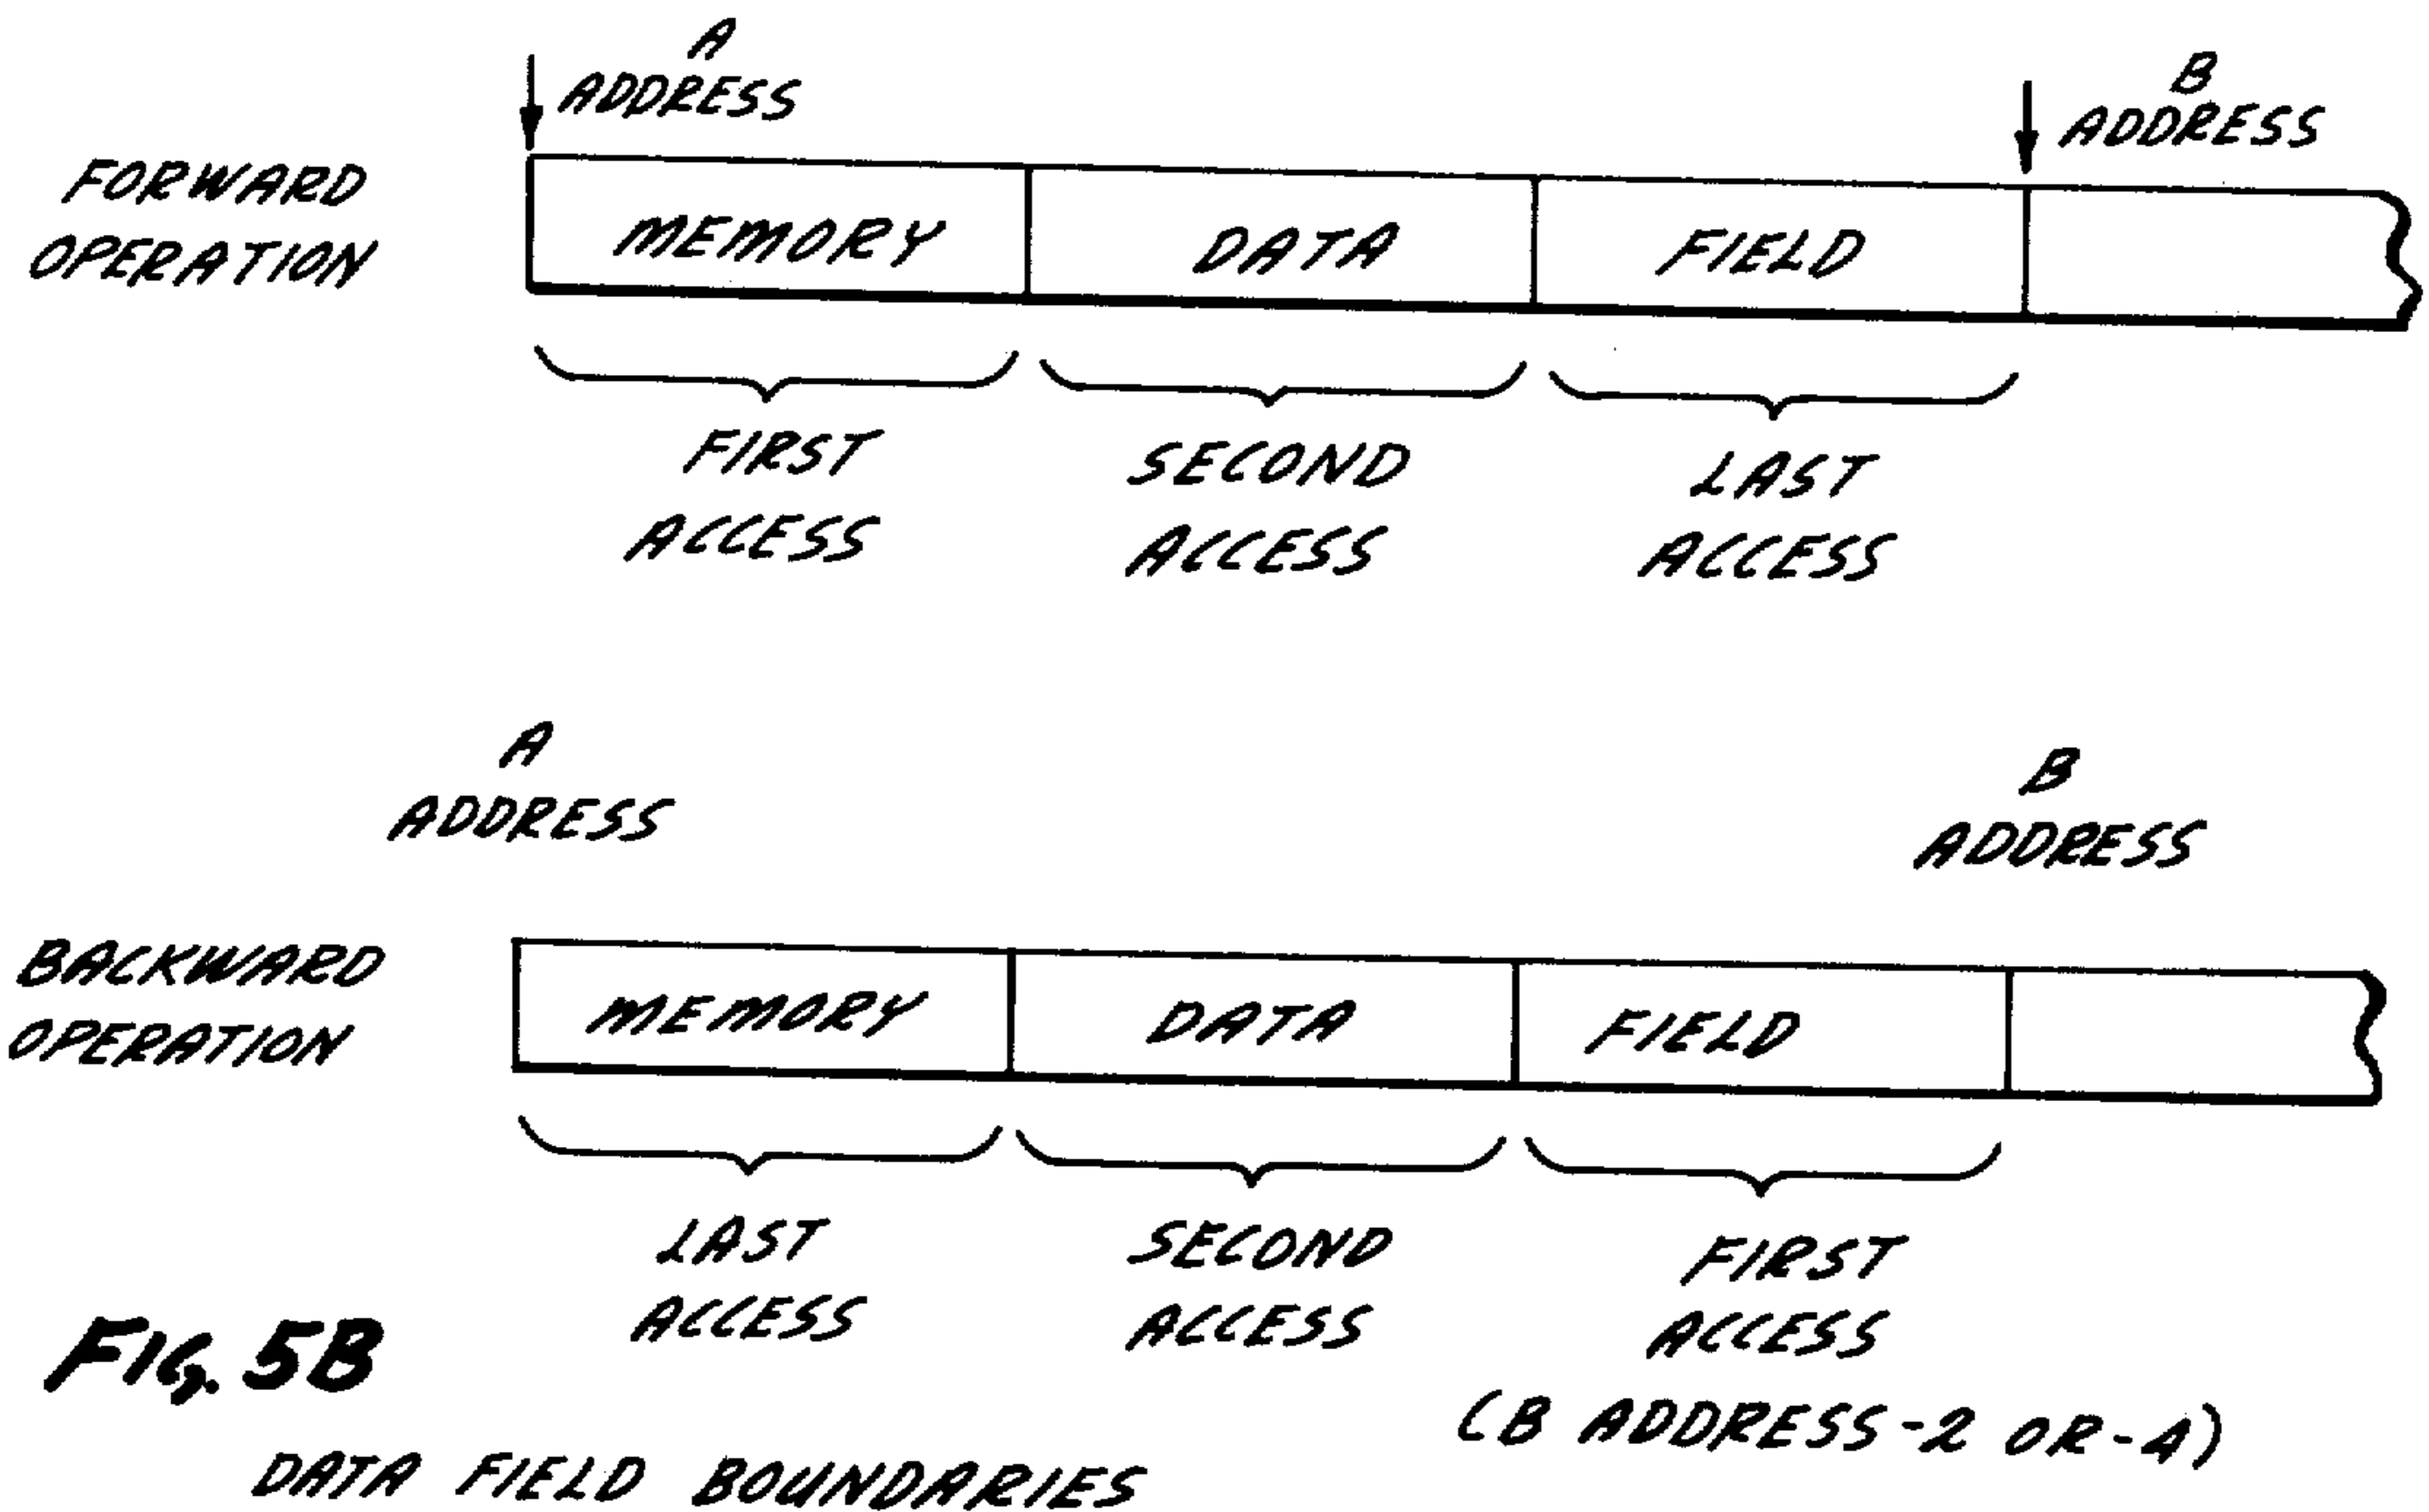 A
ADDRESS
B
ADDRESS
FORWARD
OPERATION
MEMORY
DATA
FIELD
FIRST
ACCESS
SECOND
ACCESS
LAST
ACCESS
A
ADDRESS
B
ADDRESS
BACKWARD
OPERATION
MEMORY
DATA
FIELD
LAST
ACCESS
SECOND
ACCESS
FIRST
ACCESS
(B ADDRESS-2 OR-4)
FIG. 5B
DATA FIELD BOUNDARIES